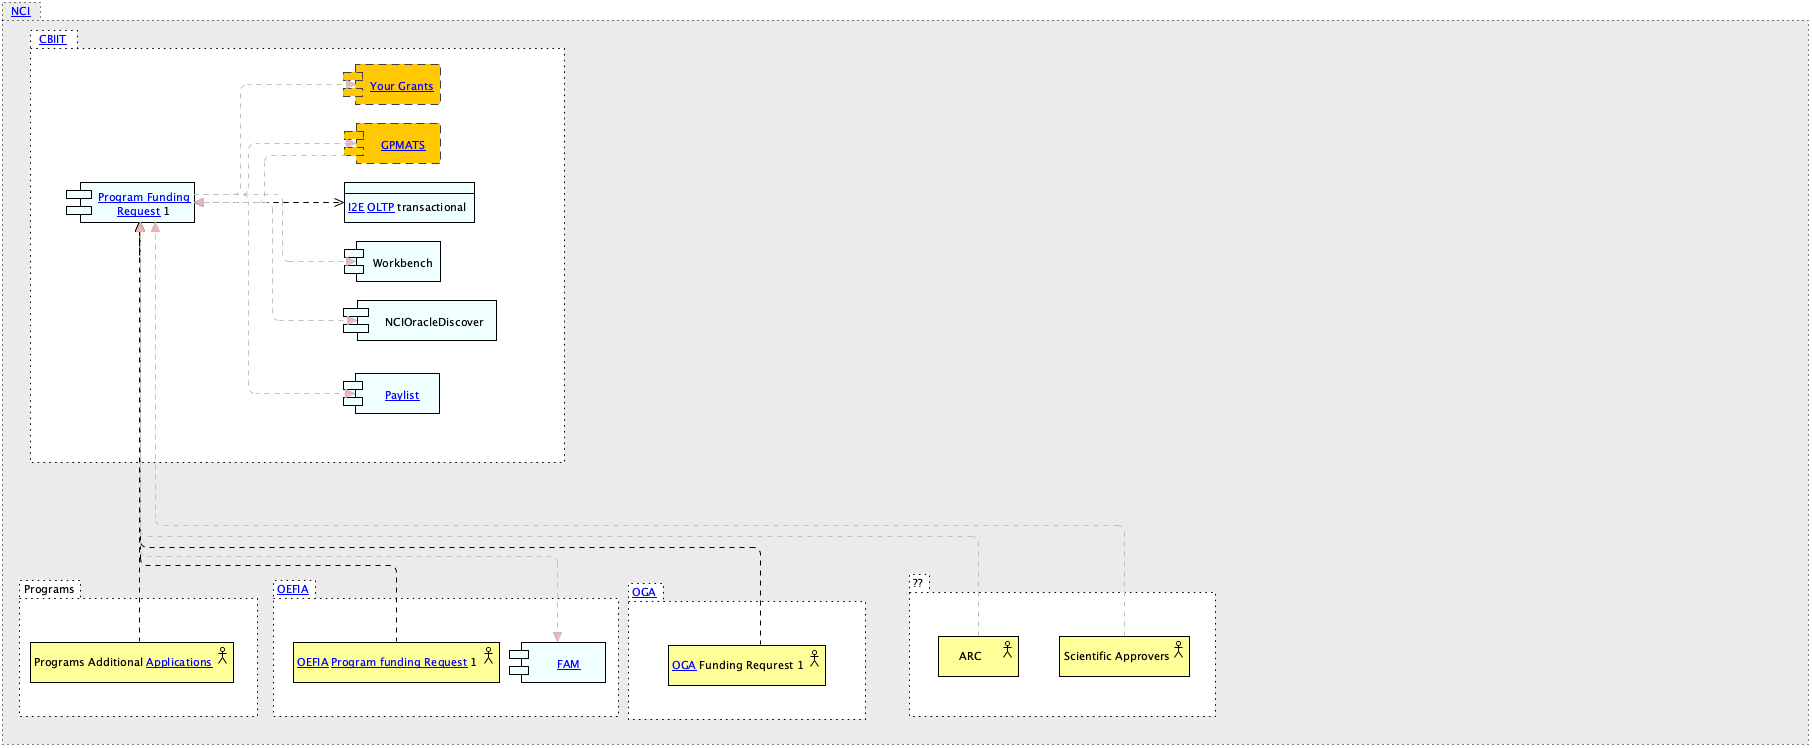 NCI
CBIIT
Your Grants
GPMATS
Program Funding
Request 1
I2E OLTP transactional
Workbench
NCIOracleDiscover
Paylist
Programs
OEFIA
OGA
??
Programs Additional Applications
OEFIA Program funding Request 1
FAM
OGA Funding Requrest 1
ARC
Scientific Approvers